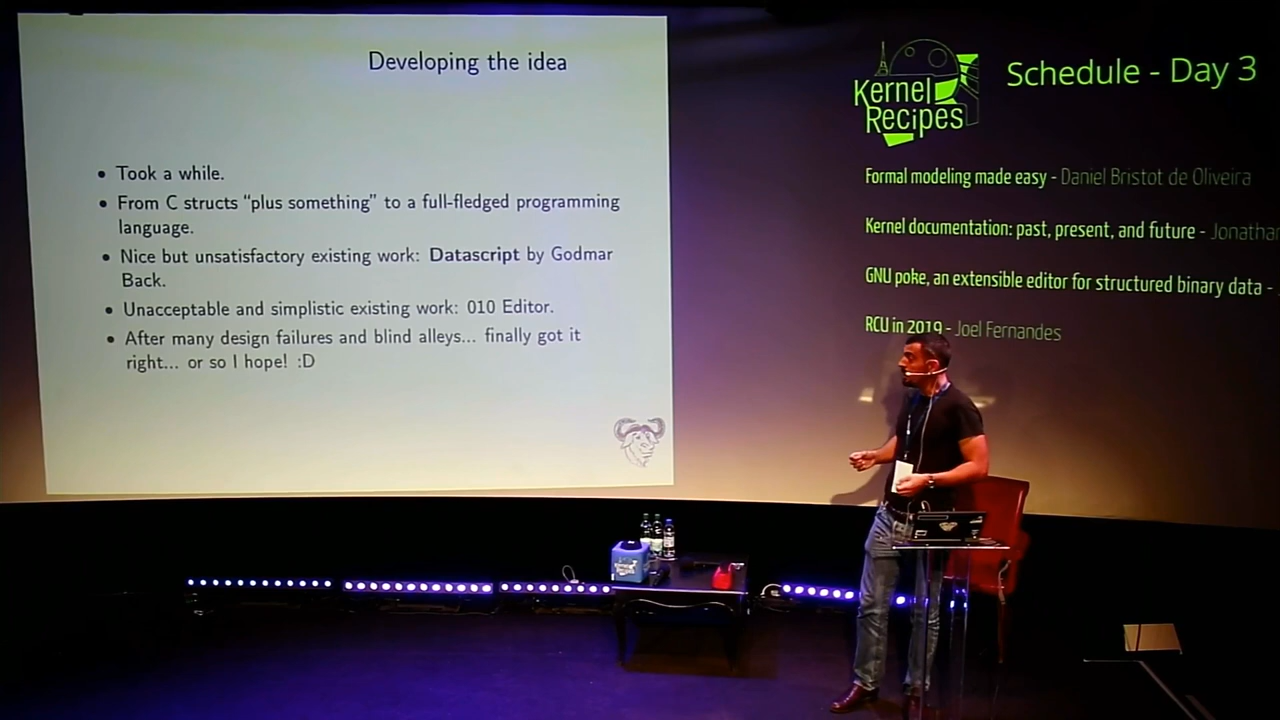 Developing the idea
• Took a while.
• From C structs “plus something” to a full-fledged programming
language.
• Nice but unsatisfactory existing work: Datascript by Godmar
Back.
• Unacceptable and simplistic existing work: 010 Editor.
• After many design failures and blind alleys... finally got it
right... or so I hope! :D
Kernel
Recipes
Schedule - Day 3
Formal modeling made easy - Daniel Bristot de Oliveira
Kernel documentation: past, present, and future - Jonathan
GNU poke, an extensible editor for structured binary data -
RCU in 2019 - Joel Fernandes